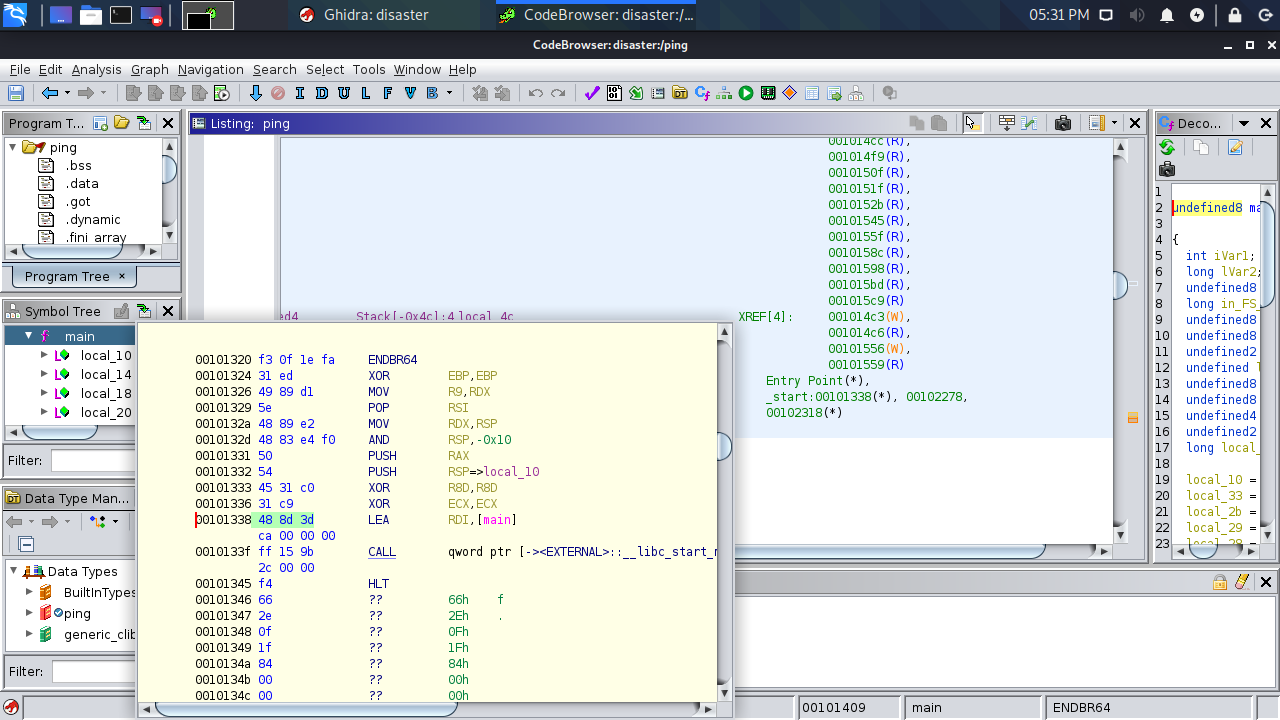 Ghidra: disaster
CodeBrowser: disaster:/...
05:31 PM
CodeBrowser: disaster:/ping
File Edit Analysis Graph Navigation Search Select Tools Window Help
I D U L F V B
Program T...
ping
.bss
.data
.got
.dynamic
.fini_array
Program Tree ×
Symbol Tree
f main
local_10
local_14
local_18
local_20
Filter:
Data Type Man...
Data Types
BuiltInTypes
ping
generic_clib
Filter:
Listing: ping
001014cc(R),
001014f9(R),
0010150f(R),
0010151f(R),
0010152b(R),
00101545(R),
0010155f(R),
0010158c(R),
00101598(R),
001015bd(R),
001015c9(R)
ed4 Stack[-0x4c]:4 local_4c XREF[4]: 001014c3(W),
001014c6(R),
00101556(W),
00101559(R)
Entry Point(*),
_start:00101338(*), 00102278,
00102318(*)
00101320 f3 0f 1e fa ENDBR64
00101324 31 ed XOR EBP,EBP
00101326 49 89 d1 MOV R9,RDX
00101329 5e POP RSI
0010132a 48 89 e2 MOV RDX,RSP
0010132d 48 83 e4 f0 AND RSP,-0x10
00101331 50 PUSH RAX
00101332 54 PUSH RSP=>local_10
00101333 45 31 c0 XOR R8D,R8D
00101336 31 c9 XOR ECX,ECX
00101338 48 8d 3d LEA RDI,[main]
ca 00 00 00
0010133f ff 15 9b CALL qword ptr [-><EXTERNAL>::__libc_start_m
2c 00 00
00101345 f4 HLT
00101346 66 ?? 66h f
00101347 2e ?? 2Eh .
00101348 0f ?? 0Fh
00101349 1f ?? 1Fh
0010134a 84 ?? 84h
0010134b 00 ?? 00h
0010134c 00 ?? 00h
Deco...
1
2 undefined8 ma
3
4 {
5 int iVar1;
6 long lVar2;
7 undefined8
8 long in_FS_
9 undefined8
10 undefined8
11 undefined2
12 undefined l
13 undefined8
14 undefined8
15 undefined4
16 undefined2
17 long local_
18
19 local_10 =
20 local_33 =
21 local_2b =
22 local_29 =
23 local_28 =
00101409 main ENDBR64